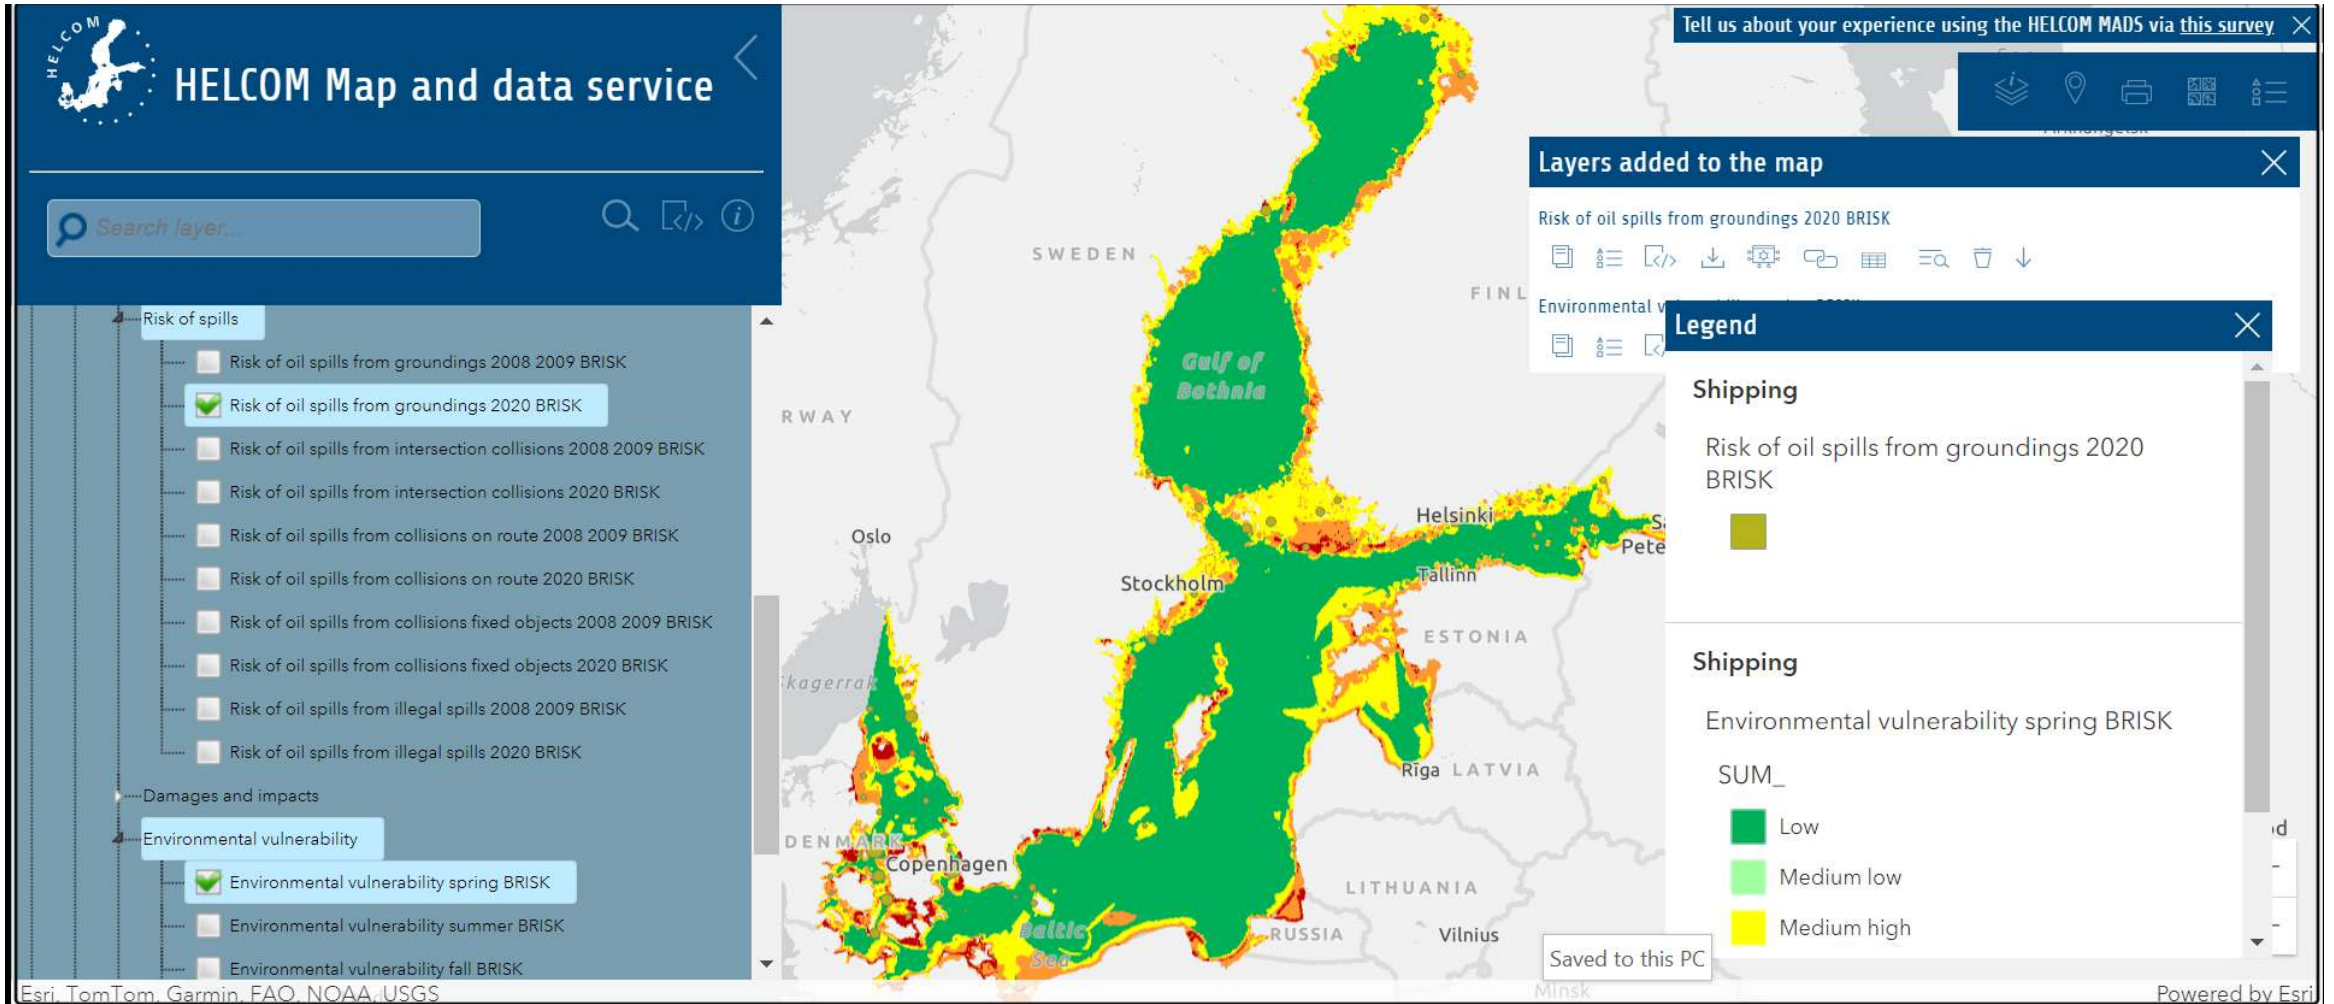 HELCOM
HELCOM Map and data service
Search layer...
Risk of spills
Risk of oil spills from groundings 2008 2009 BRISK
Risk of oil spills from groundings 2020 BRISK
Risk of oil spills from intersection collisions 2008 2009 BRISK
Risk of oil spills from intersection collisions 2020 BRISK
Risk of oil spills from collisions on route 2008 2009 BRISK
Risk of oil spills from collisions on route 2020 BRISK
Risk of oil spills from collisions fixed objects 2008 2009 BRISK
Risk of oil spills from collisions fixed objects 2020 BRISK
Risk of oil spills from illegal spills 2008 2009 BRISK
Risk of oil spills from illegal spills 2020 BRISK
Damages and impacts
Environmental vulnerability
Environmental vulnerability spring BRISK
Environmental vulnerability summer BRISK
Environmental vulnerability fall BRISK
Esri, TomTom, Garmin, FAO, NOAA, USGS
SWEDEN
FINL
Gulf of
Bothnia
RWAY
Oslo
Helsinki
Stockholm
Tallinn
Pete
ESTONIA
Skagerrak
Rīga LATVIA
DENMARK
Copenhagen
LITHUANIA
Baltic
Sea
RUSSIA
Vilnius
Minsk
Tell us about your experience using the HELCOM MADS via this survey
Layers added to the map
Risk of oil spills from groundings 2020 BRISK
Environmental v
Legend
Shipping
Risk of oil spills from groundings 2020
BRISK
Shipping
Environmental vulnerability spring BRISK
SUM_
Low
Medium low
Medium high
Saved to this PC
Powered by Esri